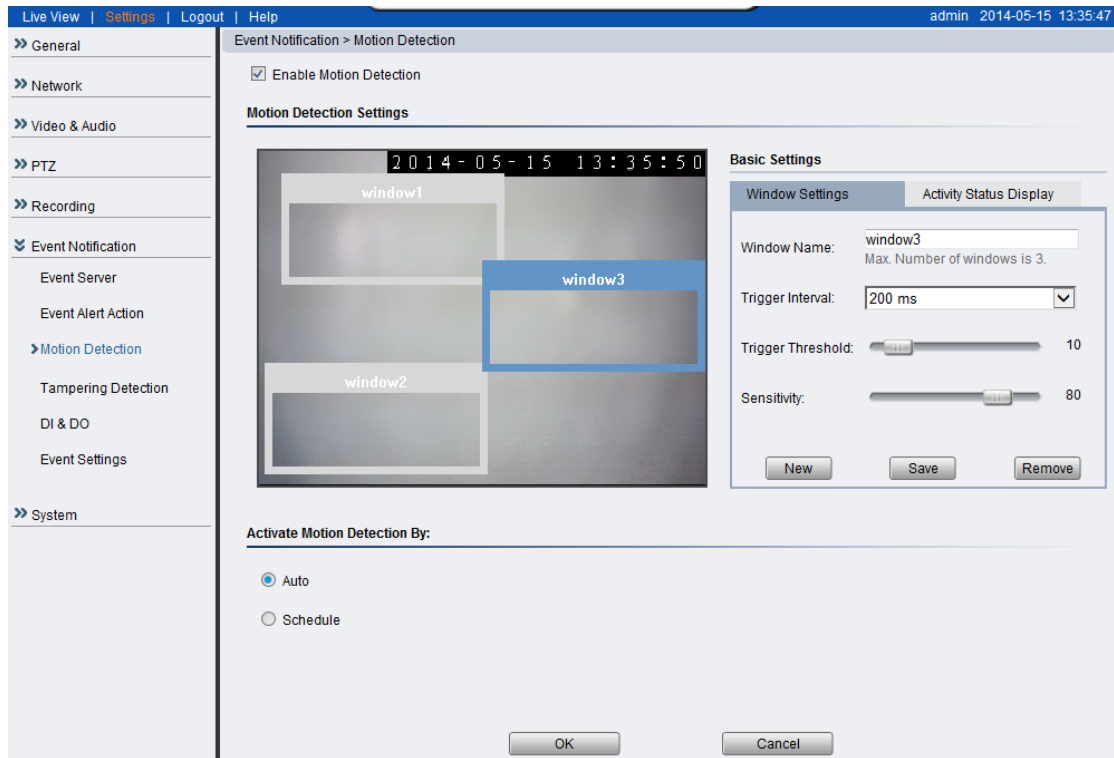 Live View | Settings | Logout | Help admin 2014-05-15 13:35:47
General
Network
Video & Audio
PTZ
Recording
Event Notification
Event Server
Event Alert Action
Motion Detection
Tampering Detection
DI & DO
Event Settings
System
Event Notification > Motion Detection
Enable Motion Detection
Motion Detection Settings
2014-05-15 13:35:50
window1
window3
window2
Basic Settings
Window Settings Activity Status Display
Window Name: window3
Max. Number of windows is 3.
Trigger Interval: 200 ms
Trigger Threshold: 10
Sensitivity: 80
New Save Remove
Activate Motion Detection By:
Auto
Schedule
OK Cancel